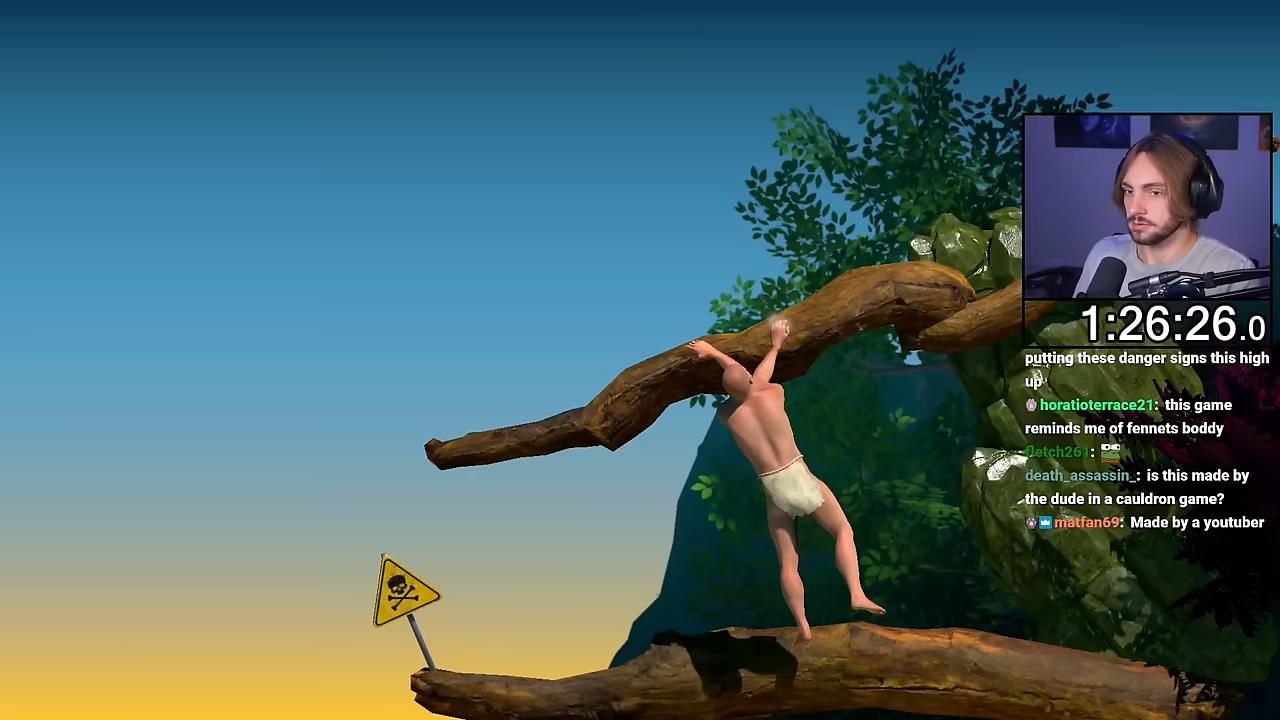 1:26:26.0
putting these danger signs this high
up
horatioterrace21: this game
reminds me of fennets boddy
fletch261:
death_assassin_: is this made by
the dude in a cauldron game?
matfan69: Made by a youtuber